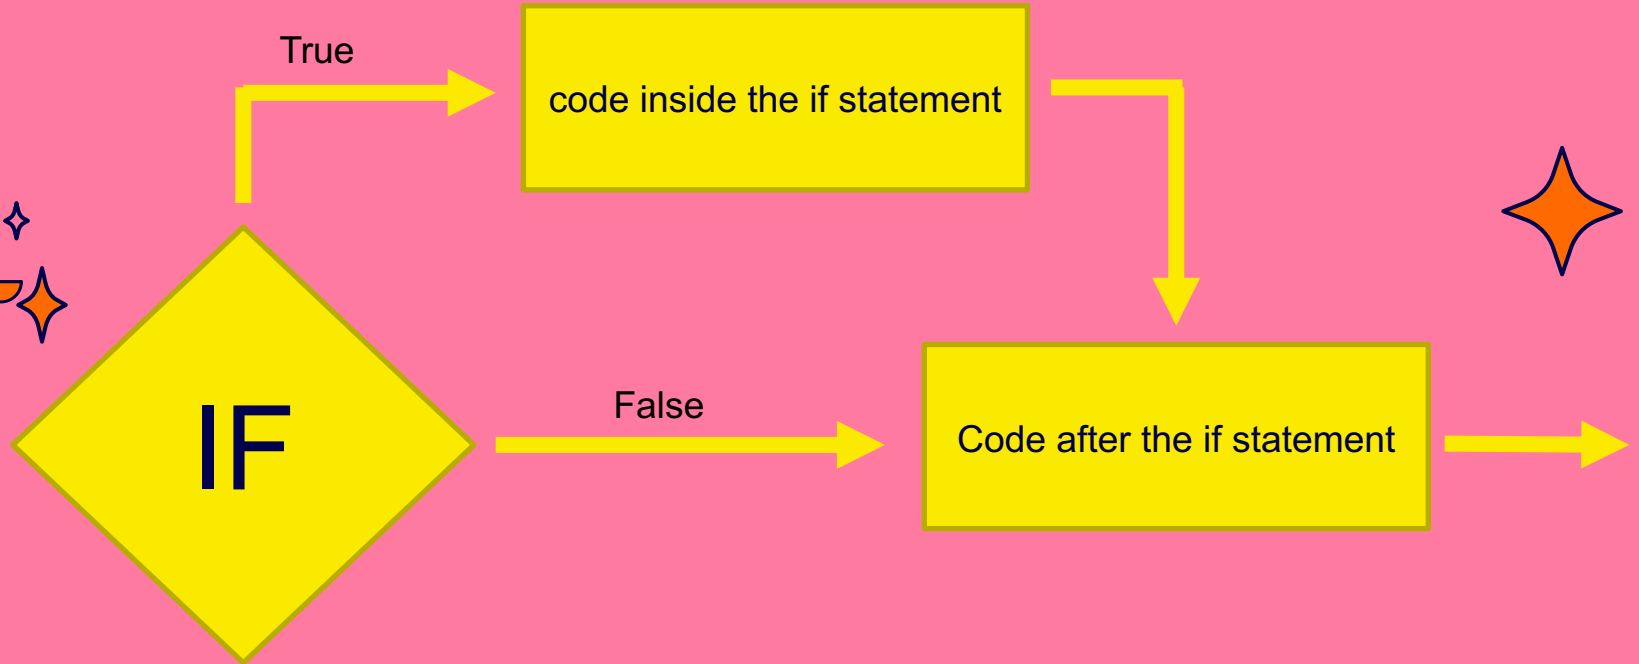 True
code inside the if statement
IF
False
Code after the if statement